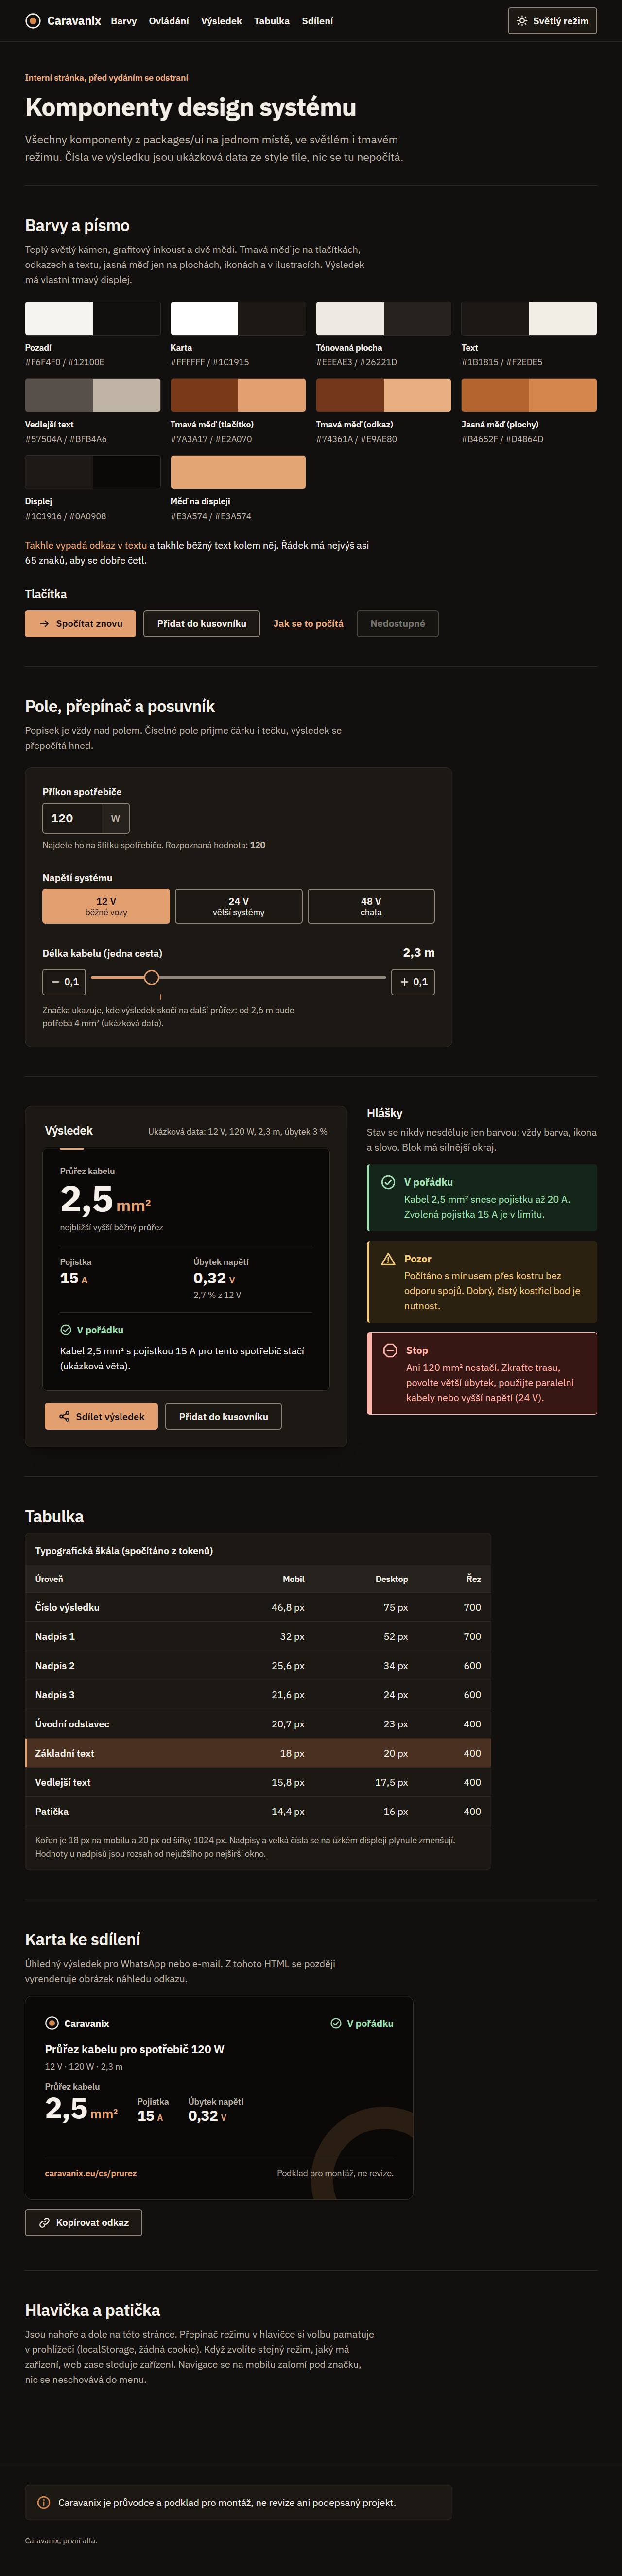 Caravanix Barvy Ovládání Výsledek Tabulka Sdílení Světlý režim
Interní stránka, před vydáním se odstraní
Komponenty design systému
Všechny komponenty z packages/ui na jednom místě, ve světlém i tmavém
režimu. Čísla ve výsledku jsou ukázková data ze style tile, nic se tu nepočítá.
Barvy a písmo
Teplý světlý kámen, grafitový inkoust a dvě mědi. Tmavá měď je na tlačítkách,
odkazech a textu, jasná měď jen na plochách, ikonách a v ilustracích. Výsledek
má vlastní tmavý displej.
Pozadí
#F6F4F0 / #12100E
Karta
#FFFFFF / #1C1915
Tónovaná plocha
#EEEAE3 / #26221D
Text
#1B1815 / #F2EDE5
Vedlejší text
#57504A / #BFB4A6
Tmavá měď (tlačítko)
#7A3A17 / #E2A070
Tmavá měď (odkaz)
#74361A / #E9AE80
Jasná měď (plochy)
#B4652F / #D4864D
Displej
#1C1916 / #0A0908
Měď na displeji
#E3A574 / #E3A574
Takhle vypadá odkaz v textu a takhle běžný text kolem něj. Řádek má nejvýš asi
65 znaků, aby se dobře četl.
Tlačítka
Spočítat znovu Přidat do kusovníku Jak se to počítá Nedostupné
Pole, přepínač a posuvník
Popisek je vždy nad polem. Číselné pole přijme čárku i tečku, výsledek se
přepočítá hned.
Příkon spotřebiče
120 W
Najdete ho na štítku spotřebiče. Rozpoznaná hodnota: 120
Napětí systému
12 V
běžné vozy
24 V
větší systémy
48 V
chata
Délka kabelu (jedna cesta) 2,3 m
− 0,1 + 0,1
Značka ukazuje, kde výsledek skočí na další průřez: od 2,6 m bude
potřeba 4 mm² (ukázková data).
Výsledek Ukázková data: 12 V, 120 W, 2,3 m, úbytek 3 %
Průřez kabelu
2,5 mm²
nejbližší vyšší běžný průřez
Pojistka
15 A
Úbytek napětí
0,32 V
2,7 % z 12 V
V pořádku
Kabel 2,5 mm² s pojistkou 15 A pro tento spotřebič stačí
(ukázková věta).
Sdílet výsledek Přidat do kusovníku
Hlášky
Stav se nikdy nesděluje jen barvou: vždy barva, ikona
a slovo. Blok má silnější okraj.
V pořádku
Kabel 2,5 mm² snese pojistku až 20 A.
Zvolená pojistka 15 A je v limitu.
Pozor
Počítáno s mínusem přes kostru bez
odporu spojů. Dobrý, čistý kostřicí bod je
nutnost.
Stop
Ani 120 mm² nestačí. Zkraťte trasu,
povolte větší úbytek, použijte paralelní
kabely nebo vyšší napětí (24 V).
Tabulka
Typografická škála (spočítáno z tokenů)
Úroveň Mobil Desktop Řez
Číslo výsledku 46,8 px 75 px 700
Nadpis 1 32 px 52 px 700
Nadpis 2 25,6 px 34 px 600
Nadpis 3 21,6 px 24 px 600
Úvodní odstavec 20,7 px 23 px 400
Základní text 18 px 20 px 400
Vedlejší text 15,8 px 17,5 px 400
Patička 14,4 px 16 px 400
Kořen je 18 px na mobilu a 20 px od šířky 1024 px. Nadpisy a velká čísla se na úzkém displeji plynule zmenšují.
Hodnoty u nadpisů jsou rozsah od nejužšího po nejširší okno.
Karta ke sdílení
Úhledný výsledek pro WhatsApp nebo e-mail. Z tohoto HTML se později
vyrenderuje obrázek náhledu odkazu.
Caravanix V pořádku
Průřez kabelu pro spotřebič 120 W
12 V · 120 W · 2,3 m
Průřez kabelu
2,5 mm²
Pojistka
15 A
Úbytek napětí
0,32 V
caravanix.eu/cs/prurez Podklad pro montáž, ne revize.
Kopírovat odkaz
Hlavička a patička
Jsou nahoře a dole na této stránce. Přepínač režimu v hlavičce si volbu pamatuje
v prohlížeči (localStorage, žádná cookie). Když zvolíte stejný režim, jaký má
zařízení, web zase sleduje zařízení. Navigace se na mobilu zalomí pod značku,
nic se neschovává do menu.
Caravanix je průvodce a podklad pro montáž, ne revize ani podepsaný projekt.
Caravanix, první alfa.